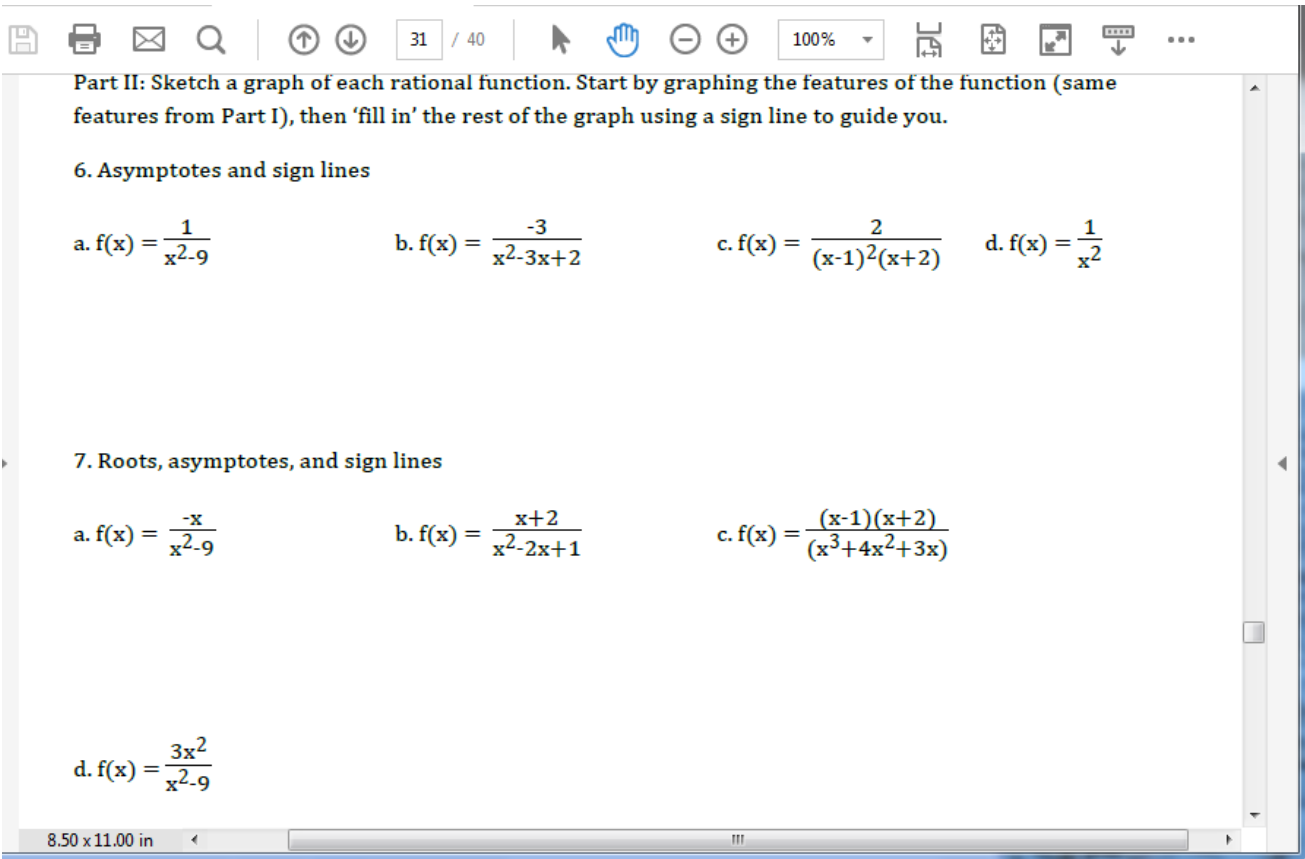 31 / 40 100%
Part II: Sketch a graph of each rational function. Start by graphing the features of the function (same
features from Part I), then ‘fill in’ the rest of the graph using a sign line to guide you.
6. Asymptotes and sign lines
a. f(x) = 1/(x²-9) b. f(x) = -3/(x²-3x+2) c. f(x) = 2/((x-1)²(x+2)) d. f(x) = 1/x²
7. Roots, asymptotes, and sign lines
a. f(x) = -x/(x²-9) b. f(x) = (x+2)/(x²-2x+1) c. f(x) = (x-1)(x+2)/(x³+4x²+3x)
d. f(x) = 3x²/(x²-9)
8.50 x 11.00 in